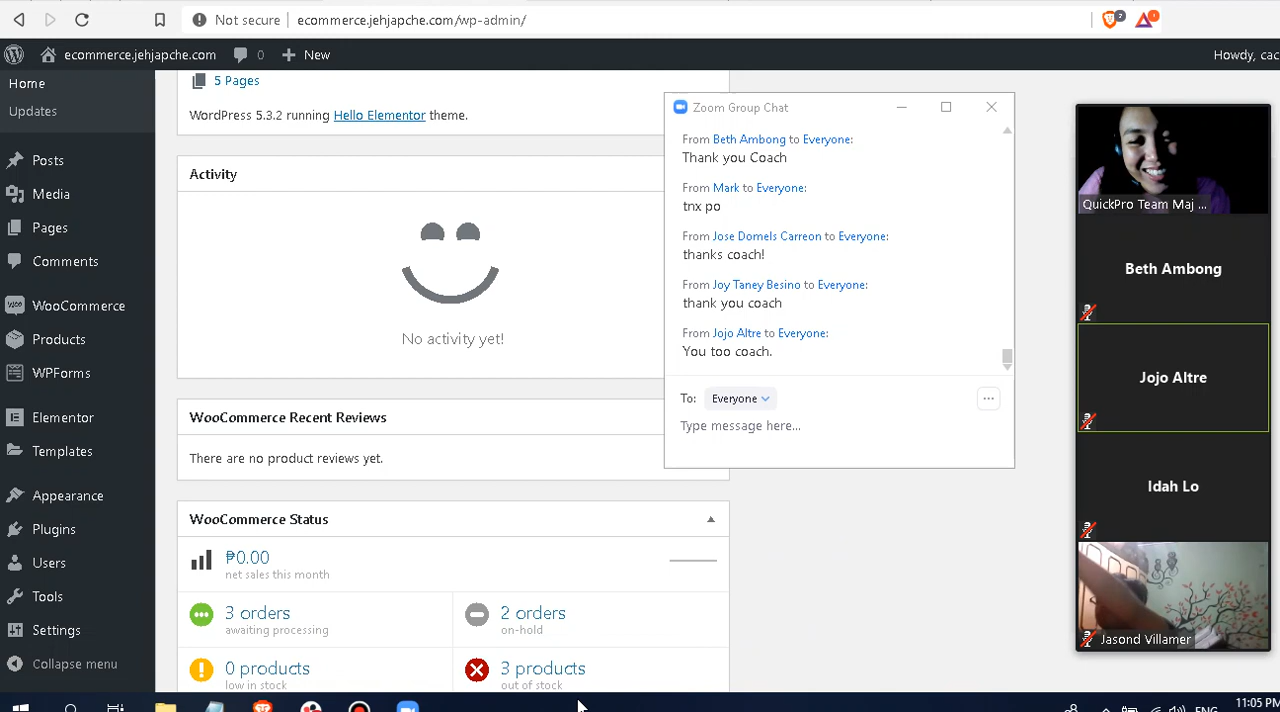 Not secure
ecommerce.jehjapche.com/wp-admin/
2
1
ecommerce.jehjapche.com
0
New
Howdy, cac
Home
Updates
Posts
Media
Pages
Comments
WooCommerce
Products
WPForms
Elementor
Templates
Appearance
Plugins
Users
Tools
Settings
Collapse menu
5 Pages
WordPress 5.3.2 running Hello Elementor theme.
Activity
No activity yet!
WooCommerce Recent Reviews
There are no product reviews yet.
WooCommerce Status
₱0.00
net sales this month
3 orders
awaiting processing
2 orders
on-hold
0 products
low in stock
3 products
out of stock
Zoom Group Chat
From Beth Ambong to Everyone:
Thank you Coach
From Mark to Everyone:
tnx po
From Jose Domels Carreon to Everyone:
thanks coach!
From Joy Taney Besino to Everyone:
thank you coach
From Jojo Altre to Everyone:
You too coach.
To: Everyone
Type message here...
QuickPro Team Maj ...
Beth Ambong
Jojo Altre
Idah Lo
Jasond Villamer
ENG
11:05 PM